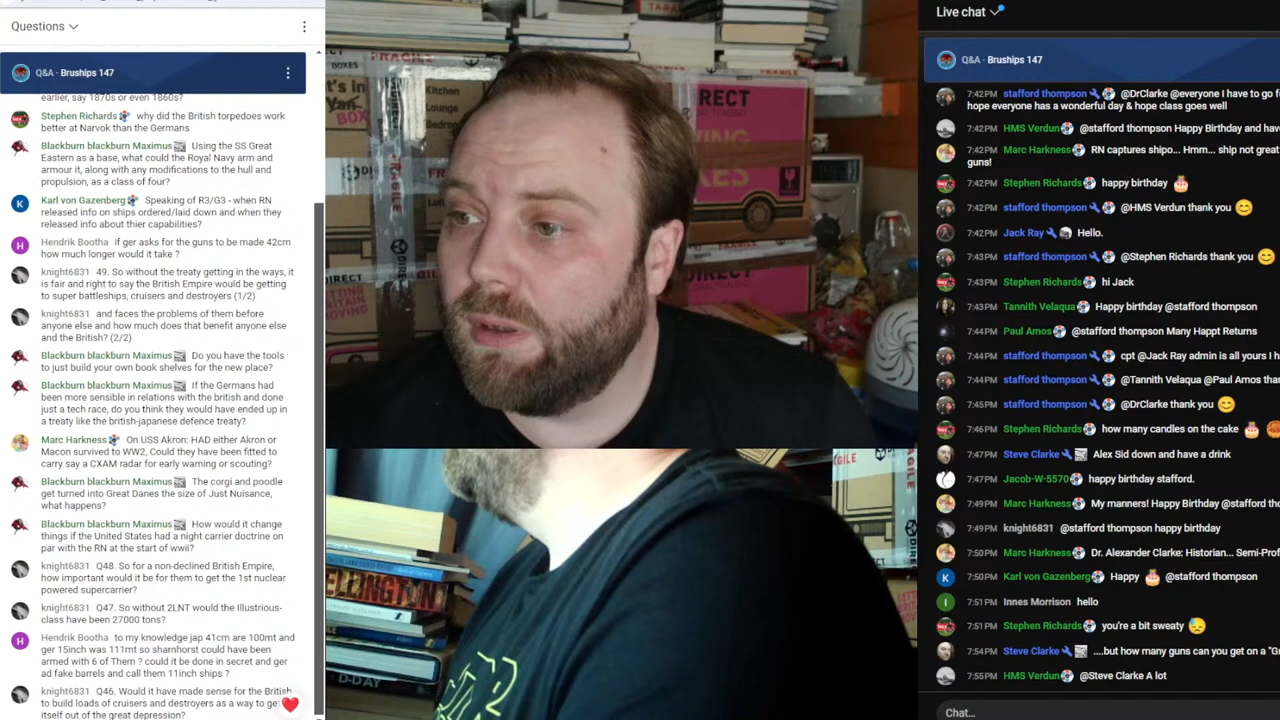 Questions
Q&A · Bruships 147
earlier, say 1870s or even 1860s?
Stephen Richards why did the British torpedoes work
better at Narvok than the Germans
Blackburn blackburn Maximus Using the SS Great
Eastern as a base, what could the Royal Navy arm and
armour it, along with any modifications to the hull and
propulsion, as a class of four?
Karl von Gazenberg Speaking of R3/G3 - when RN
released info on ships ordered/laid down and when they
released info about thier capabilities?
Hendrik Bootha if ger asks for the guns to be made 42cm
how much longer would it take ?
knight6831 49. So without the treaty getting in the ways, it
is fair and right to say the British Empire would be getting
to super battleships, cruisers and destroyers (1/2)
knight6831 and faces the problems of them before
anyone else and how much does that benefit anyone else
and the British? (2/2)
Blackburn blackburn Maximus Do you have the tools
to just build your own book shelves for the new place?
Blackburn blackburn Maximus If the Germans had
been more sensible in relations with the british and done
just a tech race, do you think they would have ended up in
a treaty like the british-japanese defence treaty?
Marc Harkness On USS Akron: HAD either Akron or
Macon survived to WW2, Could they have been fitted to
carry say a CXAM radar for early warning or scouting?
Blackburn blackburn Maximus The corgi and poodle
get turned into Great Danes the size of Just Nuisance,
what happens?
Blackburn blackburn Maximus How would it change
things if the United States had a night carrier doctrine on
par with the RN at the start of wwii?
knight6831 Q48. So for a non-declined British Empire,
how important would it be for them to get the 1st nuclear
powered supercarrier?
knight6831 Q47. So without 2LNT would the Illustrious-
class have been 27000 tons?
Hendrik Bootha to my knowledge jap 41cm are 100mt and
ger 15inch was 111mt so sharnhorst could have been
armed with 6 of Them ? could it be done in secret and ger
ad fake barrels and call them 11inch ships ?
knight6831 Q46. Would it have made sense for the British
to build loads of cruisers and destroyers as a way to get
itself out of the great depression?
FRAGILE
FRAGILE
FRAGILE
BOX
Kitchen
Lounge
Bedroom
DIRECT
DIRECT
DIRECT
GETTING
BRITAIN
MOVING
WELLINGTON
D-DAY
Live chat
Q&A · Bruships 147
7:42PM stafford thompson @DrClarke @everyone I have to go f
hope everyone has a wonderful day & hope class goes well
7:42PM HMS Verdun @stafford thompson Happy Birthday and hav
7:42PM Marc Harkness RN captures shipo... Hmm... ship not great
guns!
7:42PM Stephen Richards happy birthday 🎂
7:42PM stafford thompson @HMS Verdun thank you 😊
7:42PM Jack Ray Hello.
7:43PM stafford thompson @Stephen Richards thank you 😊
7:43PM Stephen Richards hi Jack
7:43PM Tannith Velaqua Happy birthday @stafford thompson
7:44PM Paul Amos @stafford thompson Many Happt Returns
7:44PM stafford thompson cpt @Jack Ray admin is all yours I ha
7:44PM stafford thompson @Tannith Velaqua @Paul Amos than
7:45PM stafford thompson @DrClarke thank you 😊
7:46PM Stephen Richards how many candles on the cake 🎂
7:47PM Steve Clarke Alex Sid down and have a drink
7:47PM Jacob-W-5570 happy birthday stafford.
7:49PM Marc Harkness My manners! Happy Birthday @stafford tho
7:49PM knight6831 @stafford thompson happy birthday
7:50PM Marc Harkness Dr. Alexander Clarke: Historian... Semi-Prof
7:50PM Karl von Gazenberg Happy 🎂 @stafford thompson
7:51PM Innes Morrison hello
7:51PM Stephen Richards you're a bit sweaty 😓
7:54PM Steve Clarke ....but how many guns can you get on a "G
7:55PM HMS Verdun @Steve Clarke A lot
Chat...